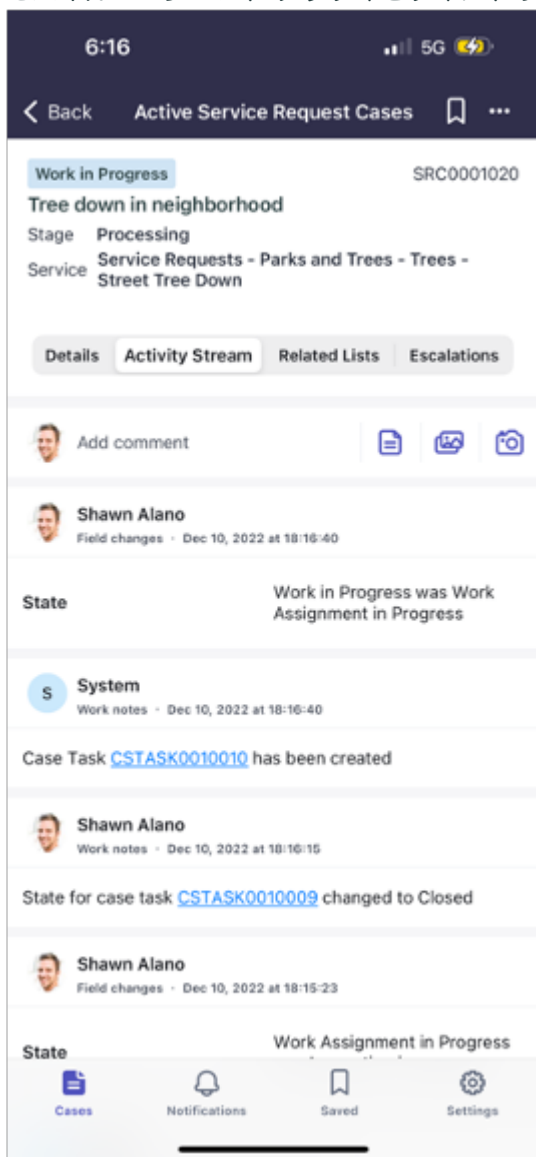 6:16
5G
Back
Active Service Request Cases
Work in Progress
SRC0001020
Tree down in neighborhood
Stage Processing
Service Service Requests - Parks and Trees - Trees -
Street Tree Down
Details
Activity Stream
Related Lists
Escalations
Add comment
Shawn Alano
Field changes · Dec 10, 2022 at 18:16:40
State
Work in Progress was Work
Assignment in Progress
S
System
Work notes · Dec 10, 2022 at 18:16:40
Case Task CSTASK0010010 has been created
Shawn Alano
Work notes · Dec 10, 2022 at 18:16:15
State for case task CSTASK0010009 changed to Closed
Shawn Alano
Field changes · Dec 10, 2022 at 18:15:23
State
Work Assignment in Progress
Cases
Notifications
Saved
Settings